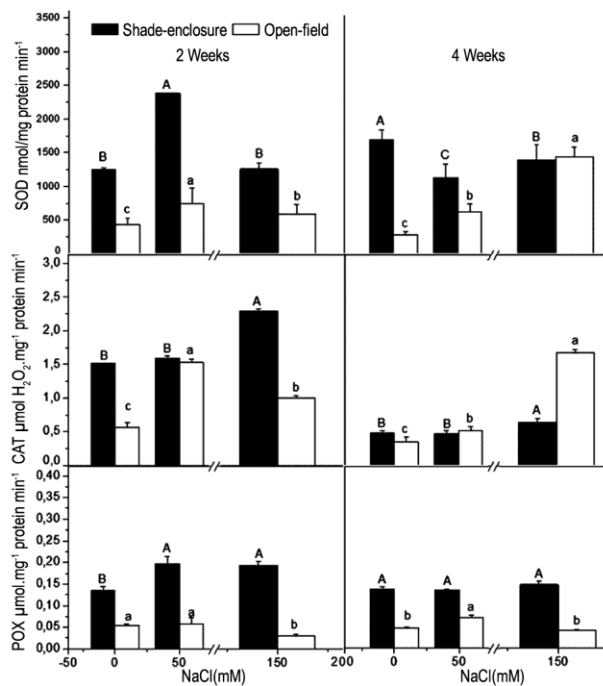 Shade-enclosure Open-field
2 Weeks
4 Weeks
SOD nmol/mg protein min⁻¹
3500
3000
2500
2000
1500
1000
500
0
B c A a B b
A c C b B a
CAT µmol H₂O₂.mg⁻¹ protein min⁻¹
2,5
2,0
1,5
1,0
0,5
0,0
B c B a A b
B c B b A a
POX µmol.mg⁻¹ protein min⁻¹
0,40
0,35
0,30
0,25
0,20
0,15
0,10
0,05
0,00
B a A a A b
A b A a A b
-50 0 50 150 200
0 50 150
NaCl(mM)
NaCl(mM)